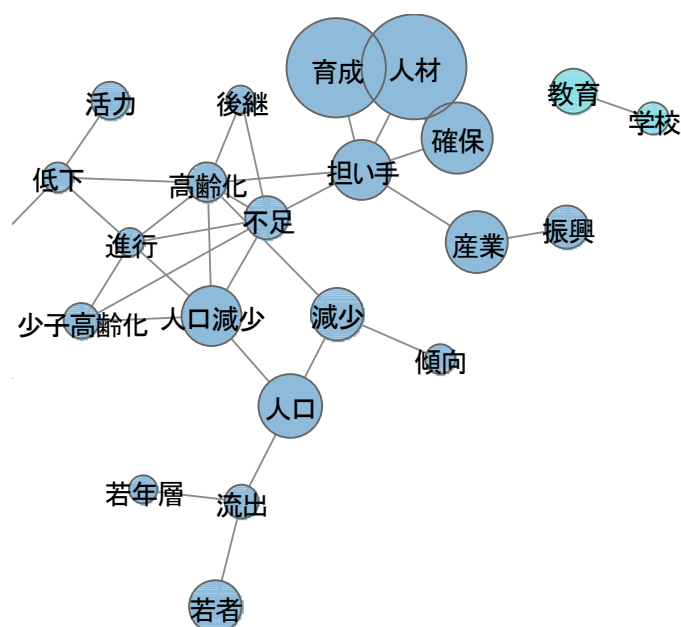 育成
人材
教育
活力
後継
学校
確保
担い手
低下
高齢化
不足
振興
進行
産業
少子高齢化
人口減少
減少
傾向
人口
若年層
流出
若者